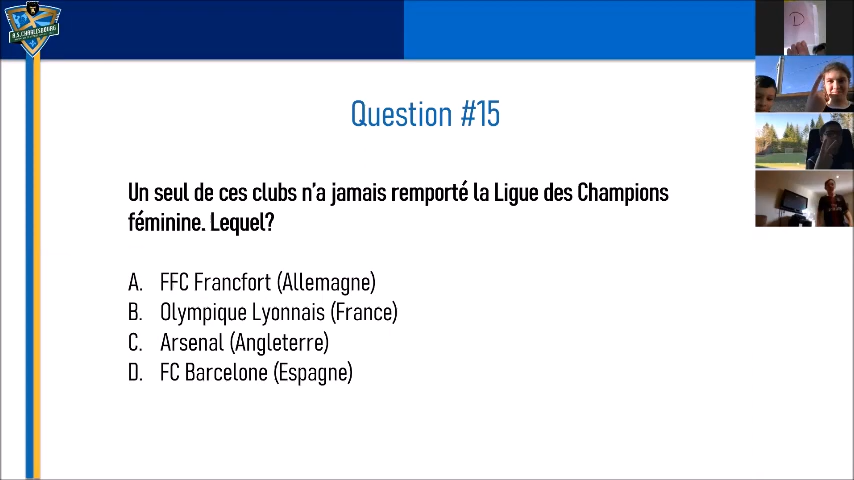 A.S. CHARLESBOURG
Question #15
D
Un seul de ces clubs n'a jamais remporté la Ligue des Champions
féminine. Lequel?
A. FFC Francfort (Allemagne)
B. Olympique Lyonnais (France)
C. Arsenal (Angleterre)
D. FC Barcelone (Espagne)